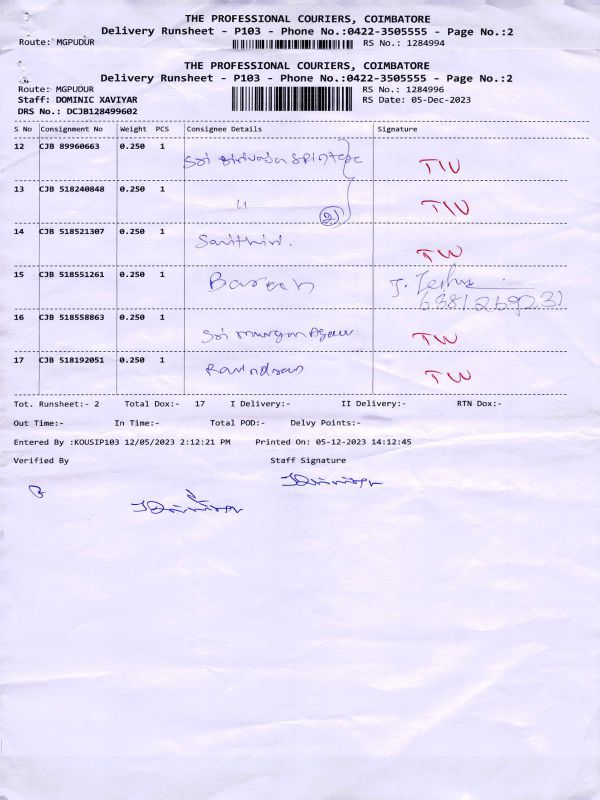 THE PROFESSIONAL COURIERS, COIMBATORE
Delivery Runsheet - P103 - Phone No.:0422-3505555 - Page No.:2
Route: MGPUDUR RS No.: 1284994
THE PROFESSIONAL COURIERS, COIMBATORE
Delivery Runsheet - P103 - Phone No.:0422-3505555 - Page No.:2
Route: MGPUDUR RS No.: 1284996
Staff: DOMINIC XAVIYAR RS Date: 05-Dec-2023
DRS No.: DCJB128499602
S No Consignment No Weight PCS Consignee Details Signature
12 CJB 89960663 0.250 1 Sri TW
13 CJB 518240848 0.250 1 " (2) TW
14 CJB 518521307 0.250 1 TW
15 CJB 518551261 0.250 1 J.
16 CJB 518558863 0.250 1 Sri murugan TW
17 CJB 518192051 0.250 1 TW
Tot. Runsheet:- 2 Total Dox:- 17 I Delivery:- II Delivery:- RTN Dox:-
Out Time:- In Time:- Total POD:- Delvy Points:-
Entered By :KOUSIP103 12/05/2023 2:12:21 PM Printed On: 05-12-2023 14:12:45
Verified By Staff Signature